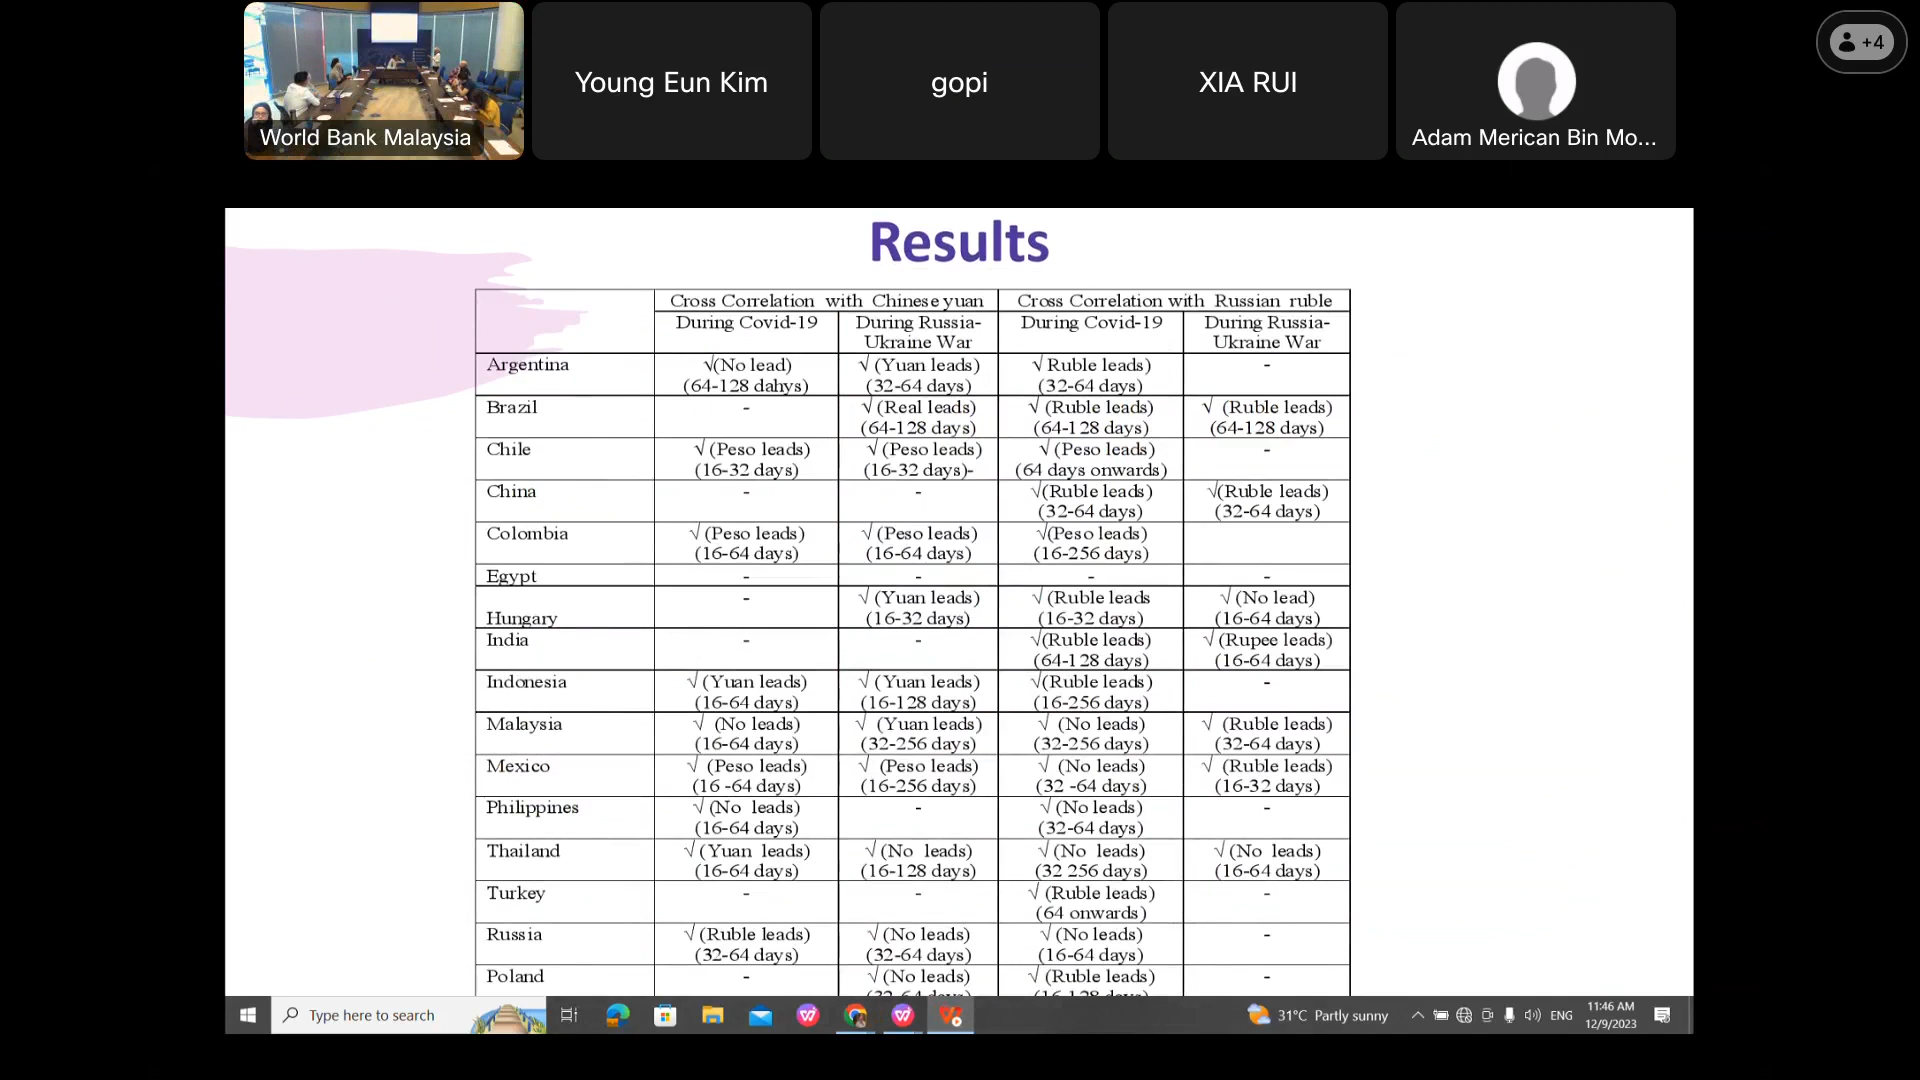 World Bank Malaysia
Young Eun Kim
gopi
XIA RUI
Adam Merican Bin Mo...
+4
Results
Cross Correlation with Chinese yuan Cross Correlation with Russian ruble
During Covid-19 During Russia-Ukraine War During Covid-19 During Russia-Ukraine War
Argentina √(No lead) √ (Yuan leads) √ Ruble leads) -
(64-128 dahys) (32-64 days) (32-64 days)
Brazil - √ (Real leads) √ (Ruble leads) √ (Ruble leads)
(64-128 days) (64-128 days) (64-128 days)
Chile √ (Peso leads) √ (Peso leads) √ (Peso leads) -
(16-32 days) (16-32 days)- (64 days onwards)
China - - √(Ruble leads) √(Ruble leads)
(32-64 days) (32-64 days)
Colombia √ (Peso leads) √ (Peso leads) √(Peso leads)
(16-64 days) (16-64 days) (16-256 days)
Egypt - - - -
- √ (Yuan leads) √ (Ruble leads √ (No lead)
Hungary (16-32 days) (16-32 days) (16-64 days)
India - - √(Ruble leads) √ (Rupee leads)
(64-128 days) (16-64 days)
Indonesia √ (Yuan leads) √ (Yuan leads) √(Ruble leads) -
(16-64 days) (16-128 days) (16-256 days)
Malaysia √ (No leads) √ (Yuan leads) √ (No leads) √ (Ruble leads)
(16-64 days) (32-256 days) (32-256 days) (32-64 days)
Mexico √ (Peso leads) √ (Peso leads) √ (No leads) √ (Ruble leads)
(16 -64 days) (16-256 days) (32 -64 days) (16-32 days)
Philippines √ (No leads) - √ (No leads) -
(16-64 days) (32-64 days)
Thailand √ (Yuan leads) √ (No leads) √ (No leads) √ (No leads)
(16-64 days) (16-128 days) (32 256 days) (16-64 days)
Turkey - - √ (Ruble leads) -
(64 onwards)
Russia √ (Ruble leads) √ (No leads) √ (No leads) -
(32-64 days) (32-64 days) (16-64 days)
Poland - √ (No leads) √ (Ruble leads) -
Type here to search
31°C Partly sunny
ENG
11:46 AM
12/9/2023